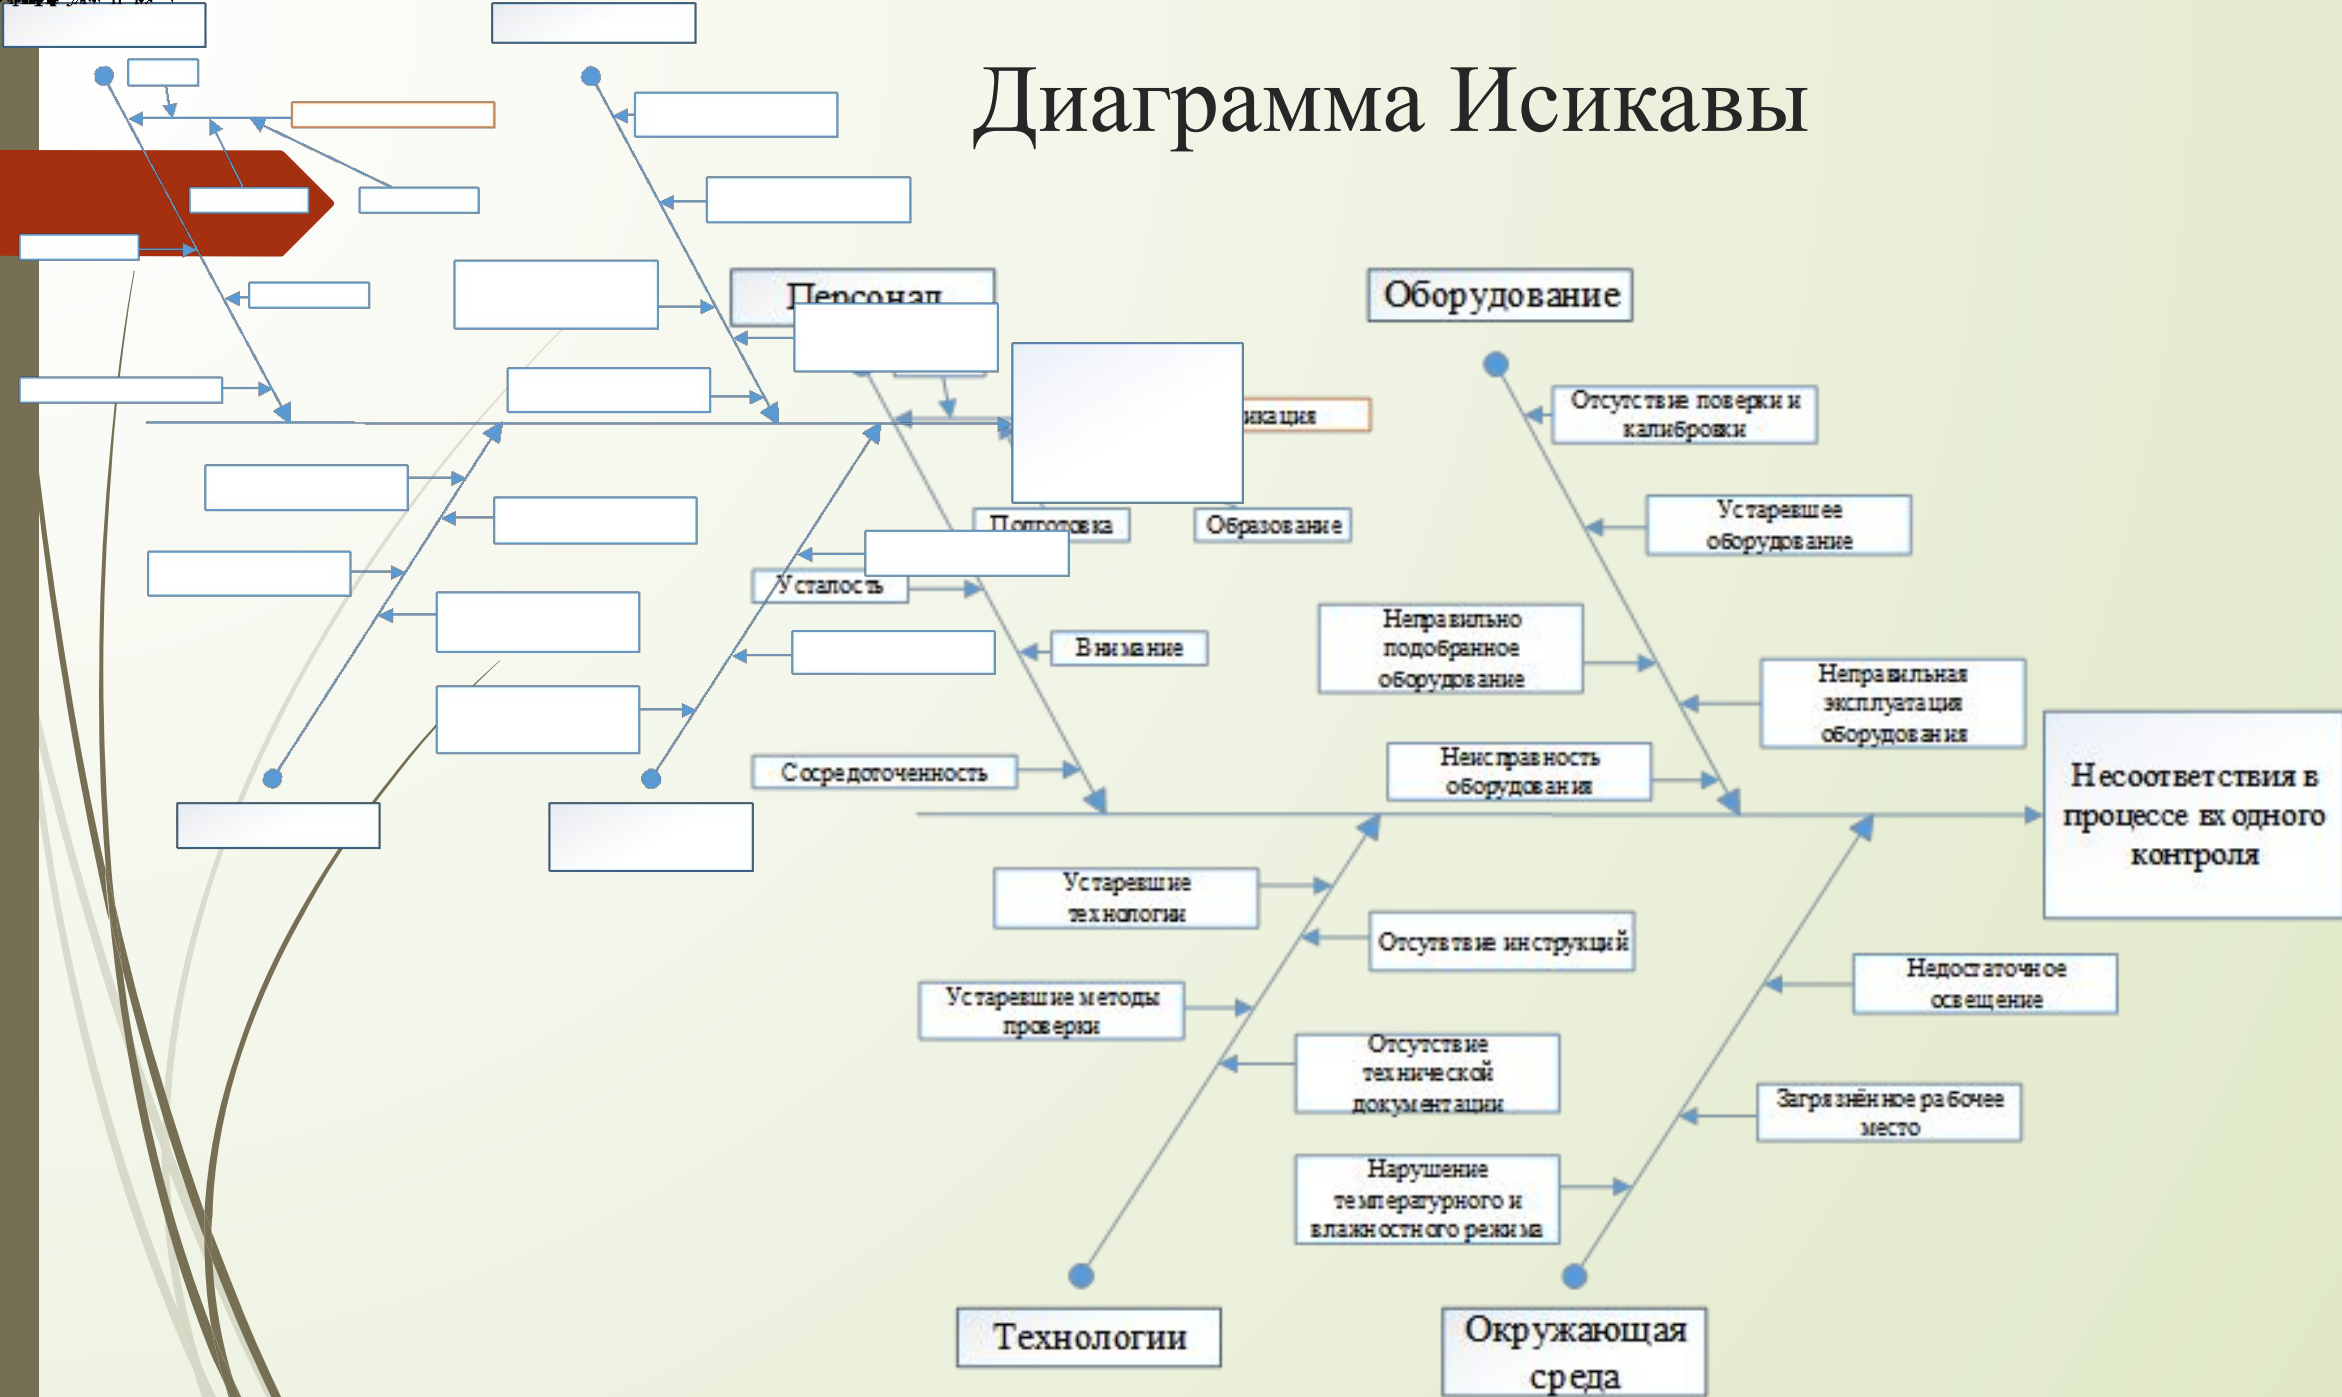 Диаграмма Исикавы
Персонал
Оборудование
Отсутствие поверки и
калибровки
Подготовка
Образование
Устаревшее
оборудование
Усталость
Внимание
Неправильно
подобранное
оборудование
Неправильная
эксплуатация
оборудования
Сосредоточенность
Неисправность
оборудования
Несоответствия в
процессе входного
контроля
Устаревшие
технологии
Отсутвтвие инструкций
Недостаточное
освещение
Устаревшие методы
проверки
Отсутствие
технической
документации
Загрязнённое рабочее
место
Нарушение
температурного и
влажностного режима
Технологии
Окружающая
среда